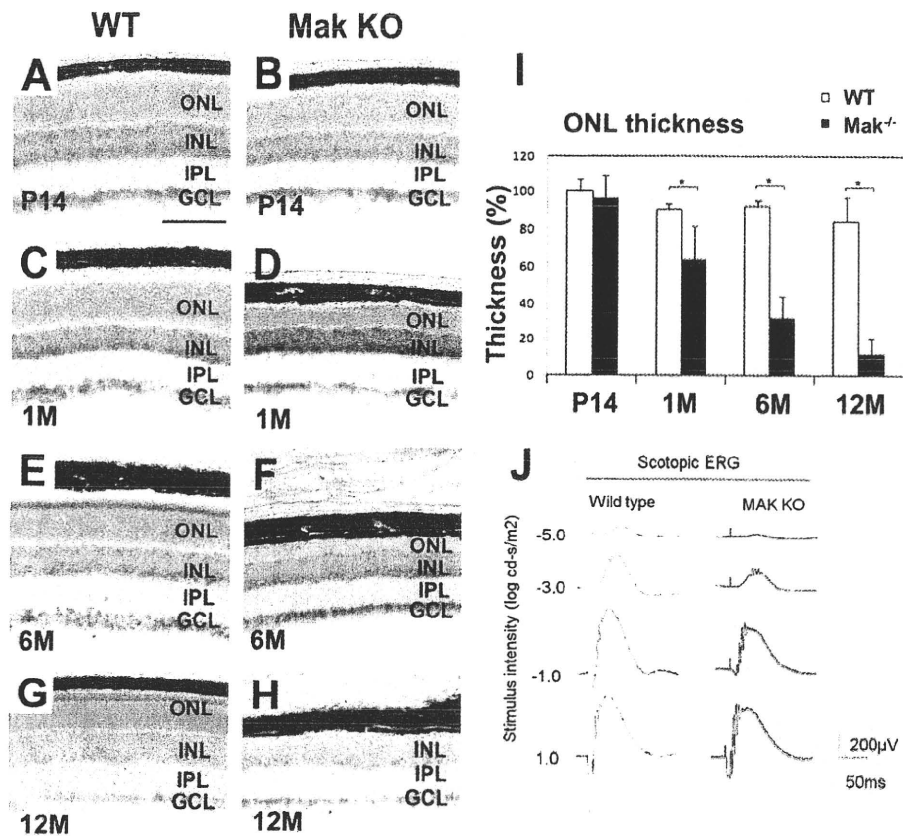 WT
Mak KO
A
ONL
INL
IPL
GCL
P14
B
ONL
INL
IPL
GCL
P14
C
ONL
INL
IPL
GCL
1M
D
ONL
INL
IPL
GCL
1M
E
ONL
INL
IPL
GCL
6M
F
ONL
INL
IPL
GCL
6M
G
ONL
INL
IPL
GCL
12M
H
INL
IPL
GCL
12M
I
WT
Mak-/-
ONL thickness
Thickness (%)
120
100
80
60
40
20
0
* * *
P14 1M 6M 12M
J
Scotopic ERG
Wild type MAK KO
Stimulus intensity (log cd-s/m2)
-5.0
-3.0
-1.0
1.0
200µV
50ms